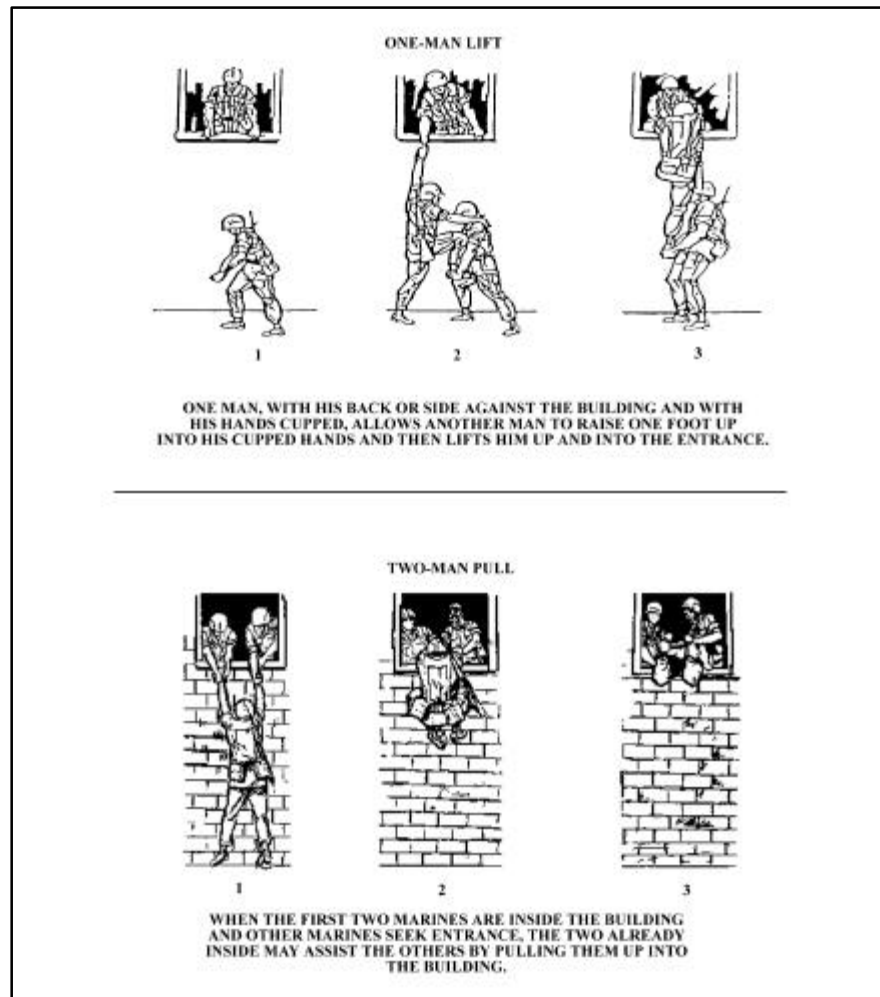 ONE-MAN LIFT
1
2
3
ONE MAN, WITH HIS BACK OR SIDE AGAINST THE BUILDING AND WITH
HIS HANDS CUPPED, ALLOWS ANOTHER MAN TO RAISE ONE FOOT UP
INTO HIS CUPPED HANDS AND THEN LIFTS HIM UP AND INTO THE ENTRANCE.
TWO-MAN PULL
1
2
3
WHEN THE FIRST TWO MARINES ARE INSIDE THE BUILDING
AND OTHER MARINES SEEK ENTRANCE, THE TWO ALREADY
INSIDE MAY ASSIST THE OTHERS BY PULLING THEM UP INTO
THE BUILDING.